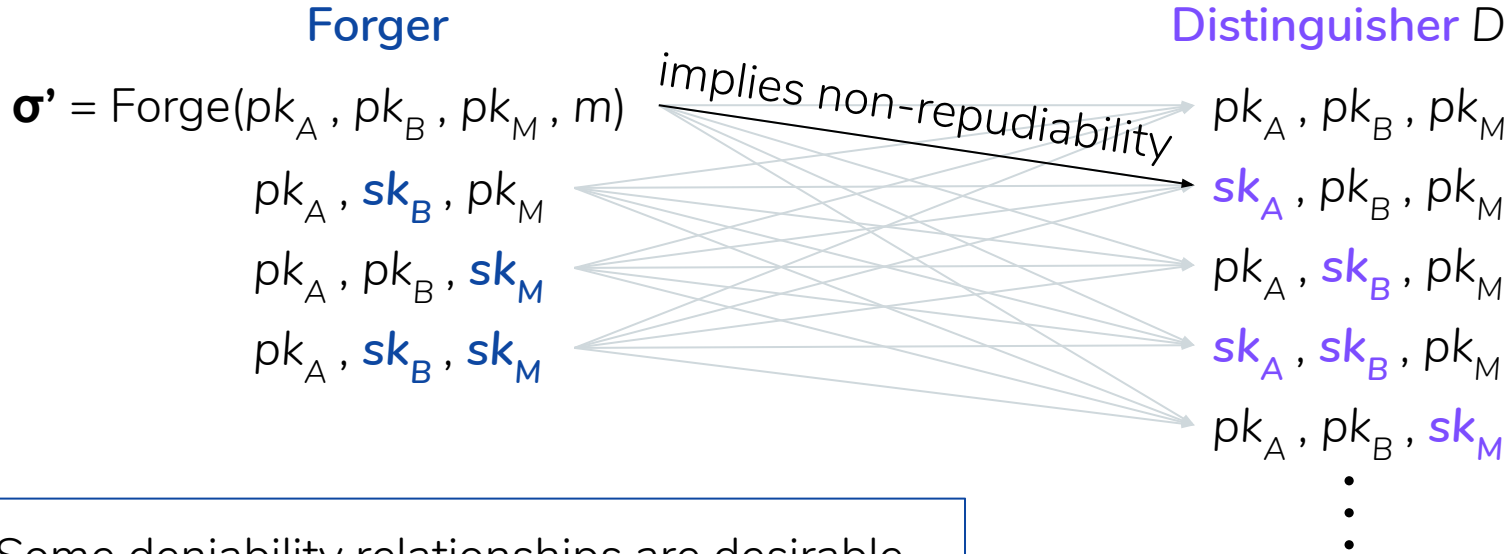 Forger
Distinguisher D
implies non-repudiability
σ’ = Forge(pk_A , pk_B , pk_M , m)
pk_A , pk_B , pk_M
pk_A , sk_B , pk_M
sk_A , pk_B , pk_M
pk_A , pk_B , sk_M
pk_A , sk_B , pk_M
pk_A , sk_B , sk_M
sk_A , sk_B , pk_M
pk_A , pk_B , sk_M
Some deniability relationships are desirable